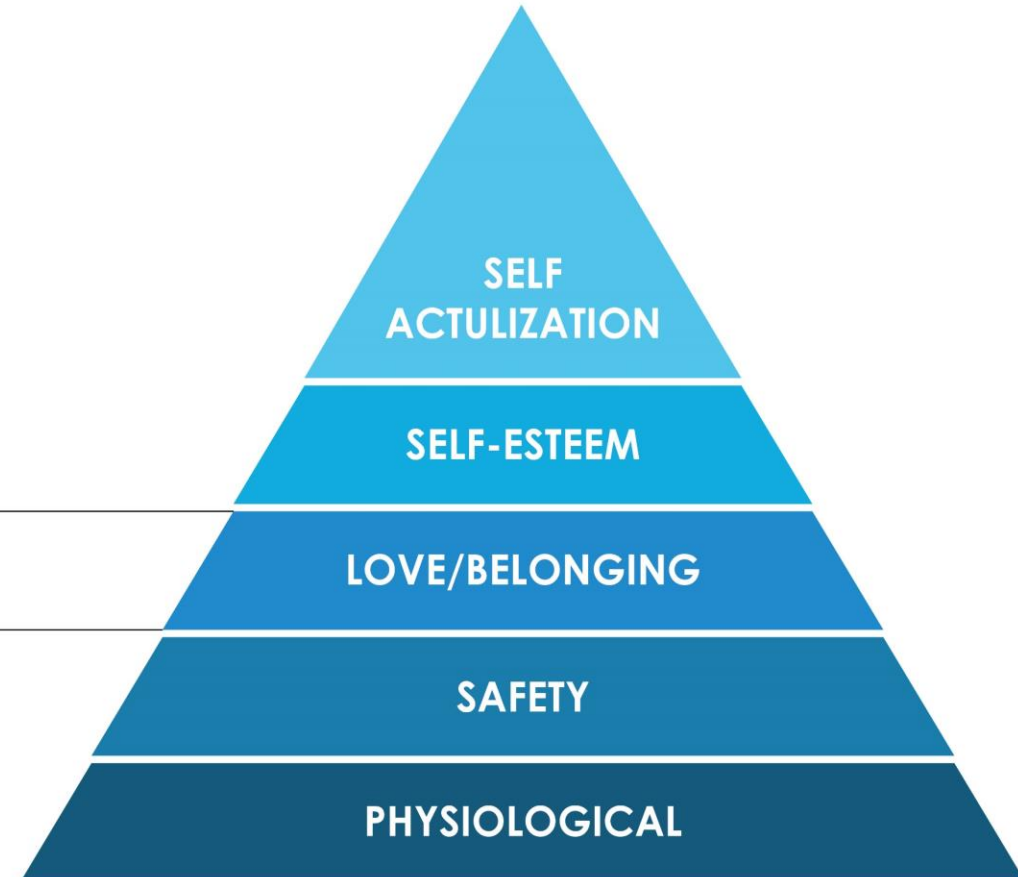 SELF
ACTULIZATION
SELF-ESTEEM
LOVE/BELONGING
SAFETY
PHYSIOLOGICAL